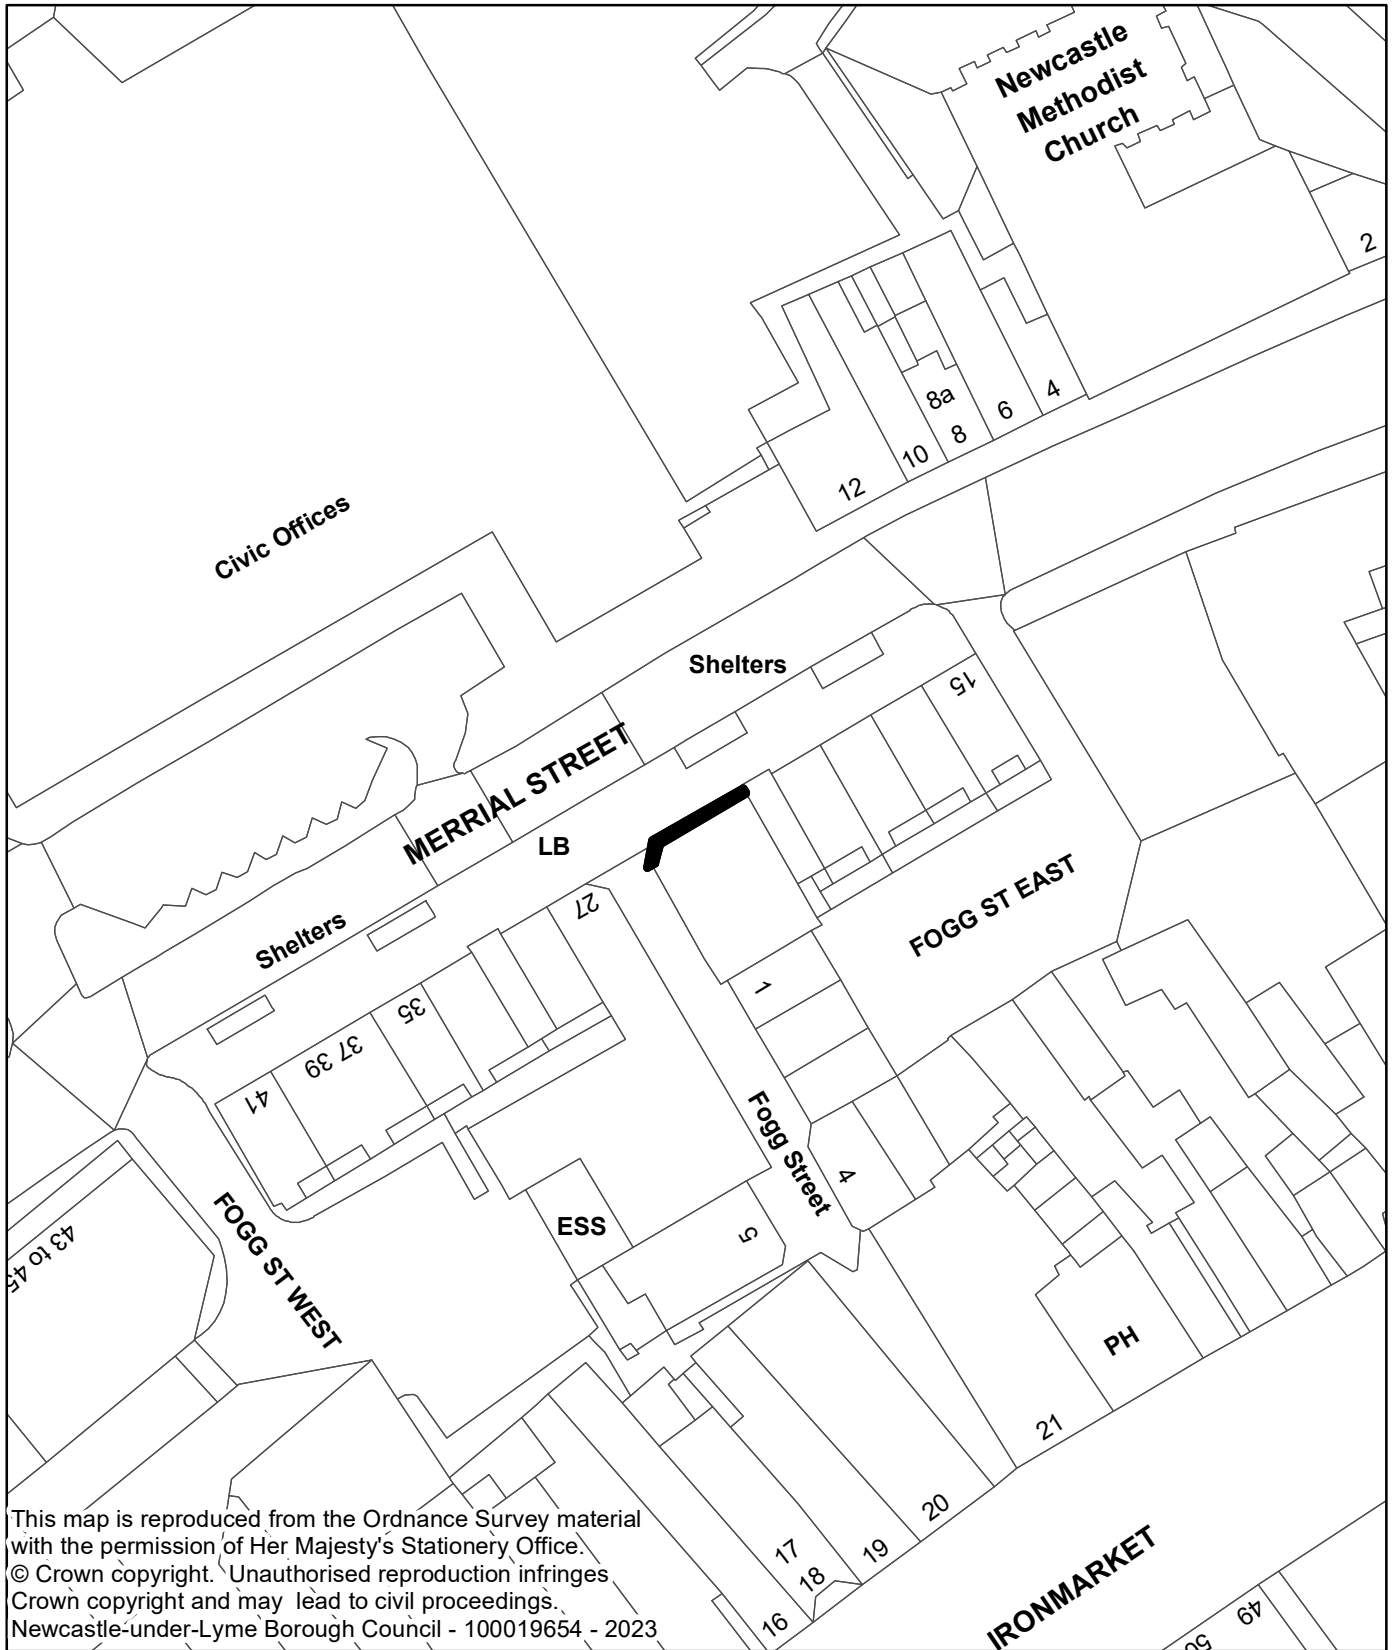 Newcastle
Methodist
Church
2
4
6
8a
8
10
12
Civic Offices
Shelters
15
MERRIAL STREET
LB
27
Shelters
35
37 39
41
FOGG ST EAST
1
Fogg Street
4
5
ESS
FOGG ST WEST
43 to 45
PH
21
20
19
18
17
16
IRONMARKET
49
50
This map is reproduced from the Ordnance Survey material
with the permission of Her Majesty's Stationery Office.
© Crown copyright. Unauthorised reproduction infringes
Crown copyright and may lead to civil proceedings.
Newcastle-under-Lyme Borough Council - 100019654 - 2023